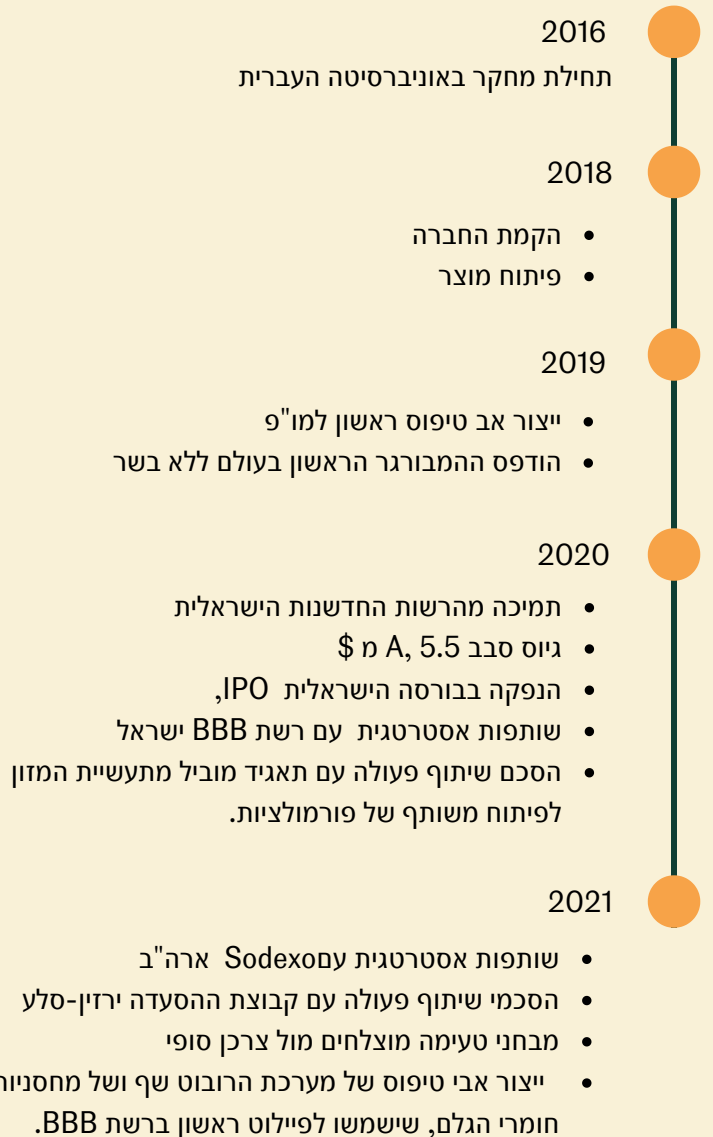 2016
תחילת מחקר באוניברסיטה העברית
2018
• הקמת החברה
• פיתוח מוצר
2019
• ייצור אב טיפוס ראשון למו"פ
• הודפס ההמבורגר הראשון בעולם ללא בשר
2020
• תמיכה מהרשות החדשנות הישראלית
• גיוס סבב A, 5.5 מ $
• הנפקה בבורסה הישראלית IPO,
• שותפות אסטרטגית עם רשת BBB ישראל
• הסכם שיתוף פעולה עם תאגיד מוביל מתעשיית המזון
לפיתוח משותף של פורמולציות.
2021
• שותפות אסטרטגית עםSodexo ארה"ב
• הסכמי שיתוף פעולה עם קבוצת ההסעדה ירזין-סלע
• מבחני טעימה מוצלחים מול צרכן סופי
• ייצור אבי טיפוס של מערכת הרובוט שף ושל
חומרי הגלם, שישמשו לפיילוט ראשון ברשת BBB.